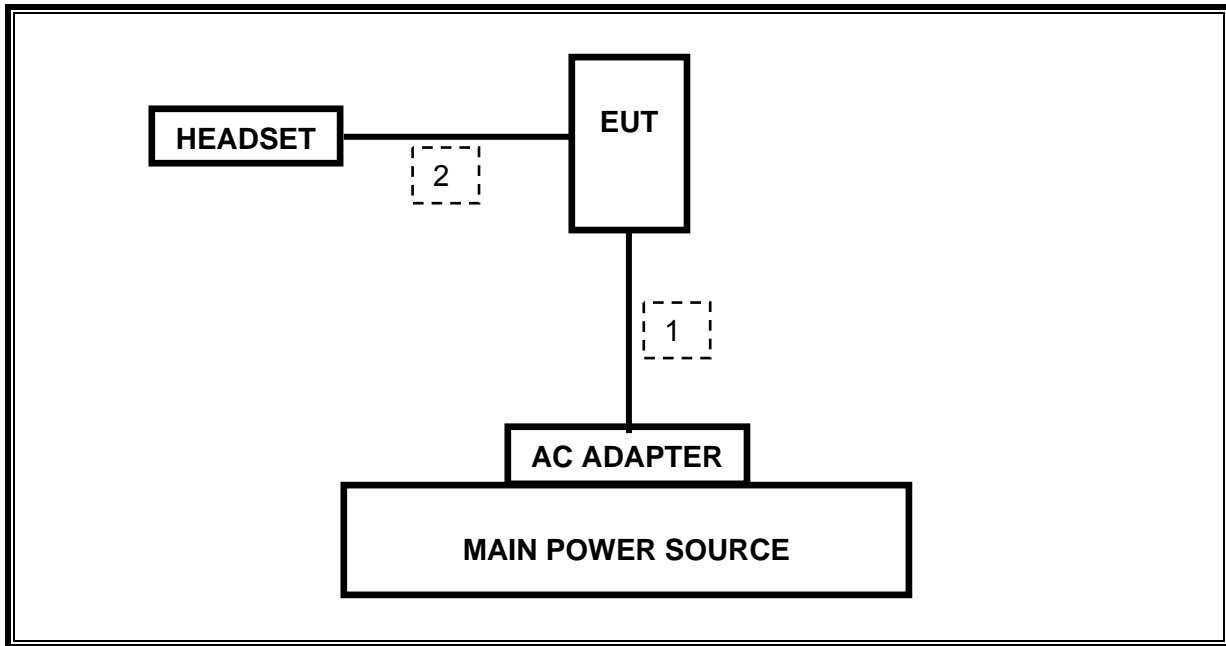 EUT
HEADSET
2
1
AC ADAPTER
MAIN POWER SOURCE